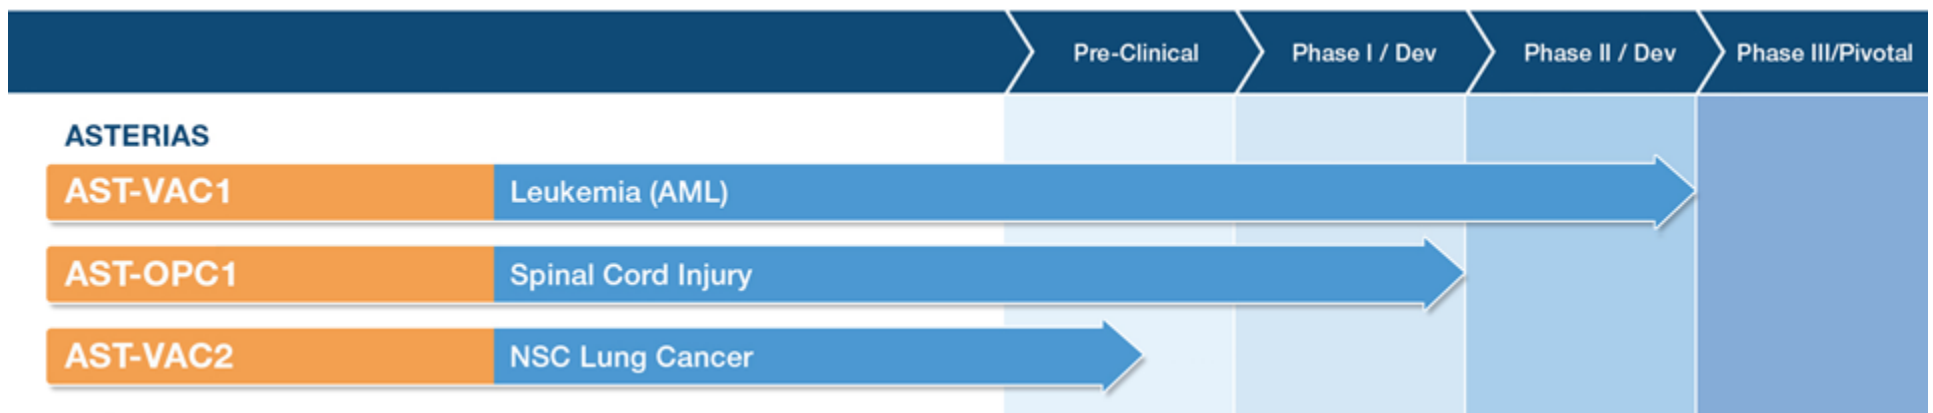 Pre-Clinical Phase I / Dev Phase II / Dev Phase III/Pivotal
ASTERIAS
AST-VAC1 Leukemia (AML)
AST-OPC1 Spinal Cord Injury
AST-VAC2 NSC Lung Cancer